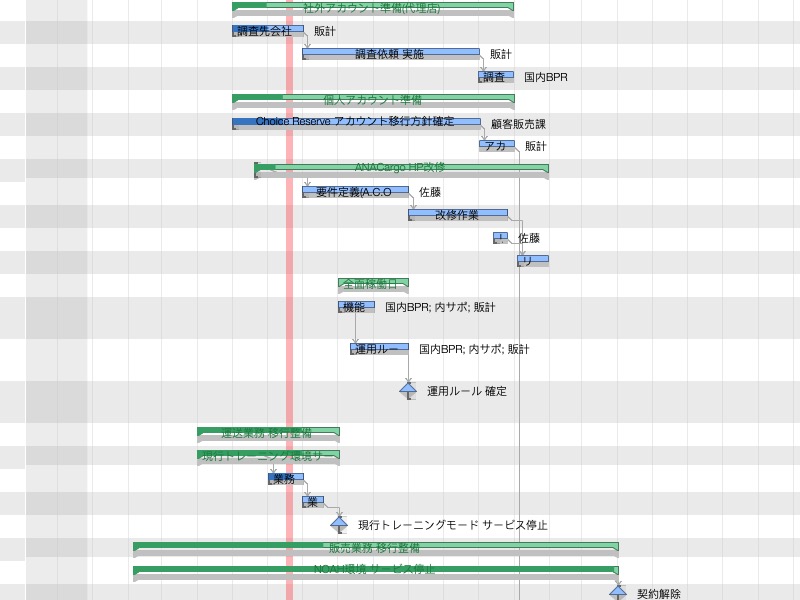 社外アカウント準備(代理店)
調査先会社 販計
調査依頼 実施 販計
調査 国内BPR
個人アカウント準備
Choice Reserve アカウント移行方針確定 顧客販売課
アカ 販計
ANACargo HP改修
要件定義(A.C.O 佐藤
改修作業
佐藤
リ
全面稼働日
機能 国内BPR; 内サポ; 販計
運用ルー 国内BPR; 内サポ; 販計
運用ルール 確定
運送業務 移行整備
現行トレーニング環境サー
業務
業
現行トレーニングモード サービス停止
販売業務 移行整備
NOAH環境 サービス停止
契約解除